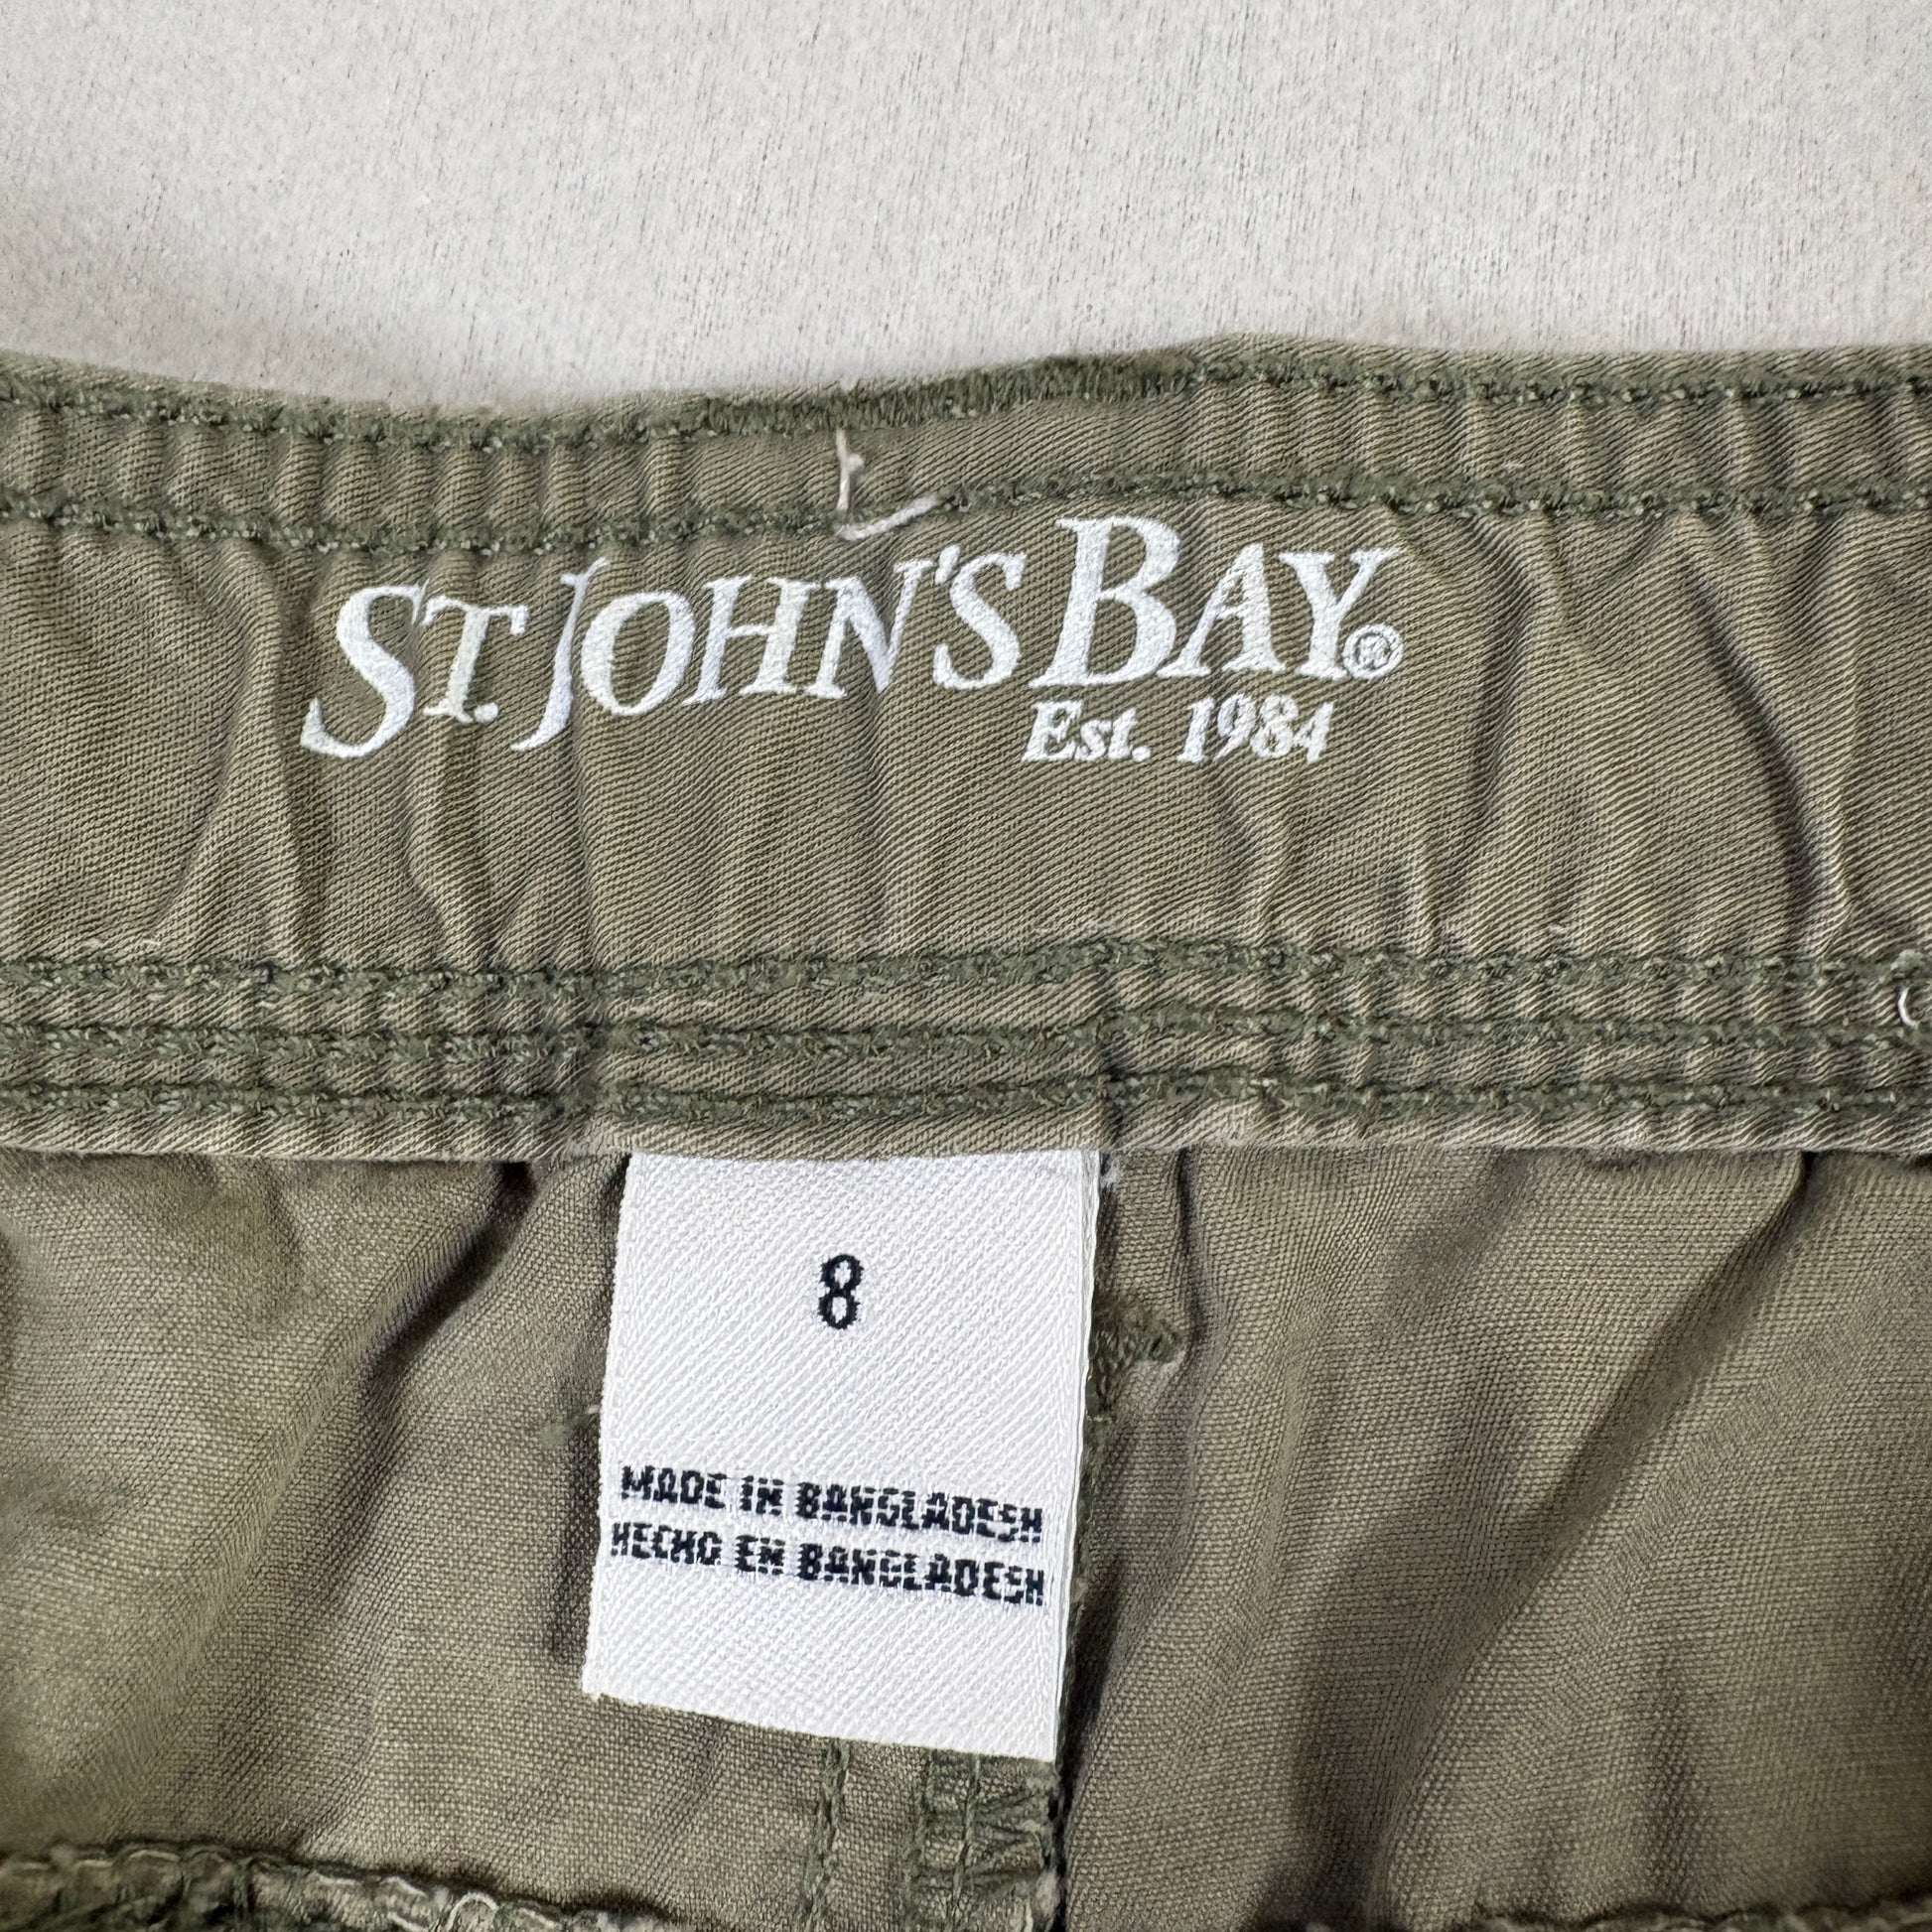 ST. JOHN'S BAY®
Est. 1984
8
MADE IN BANGLADESH
HECHO EN BANGLADESH